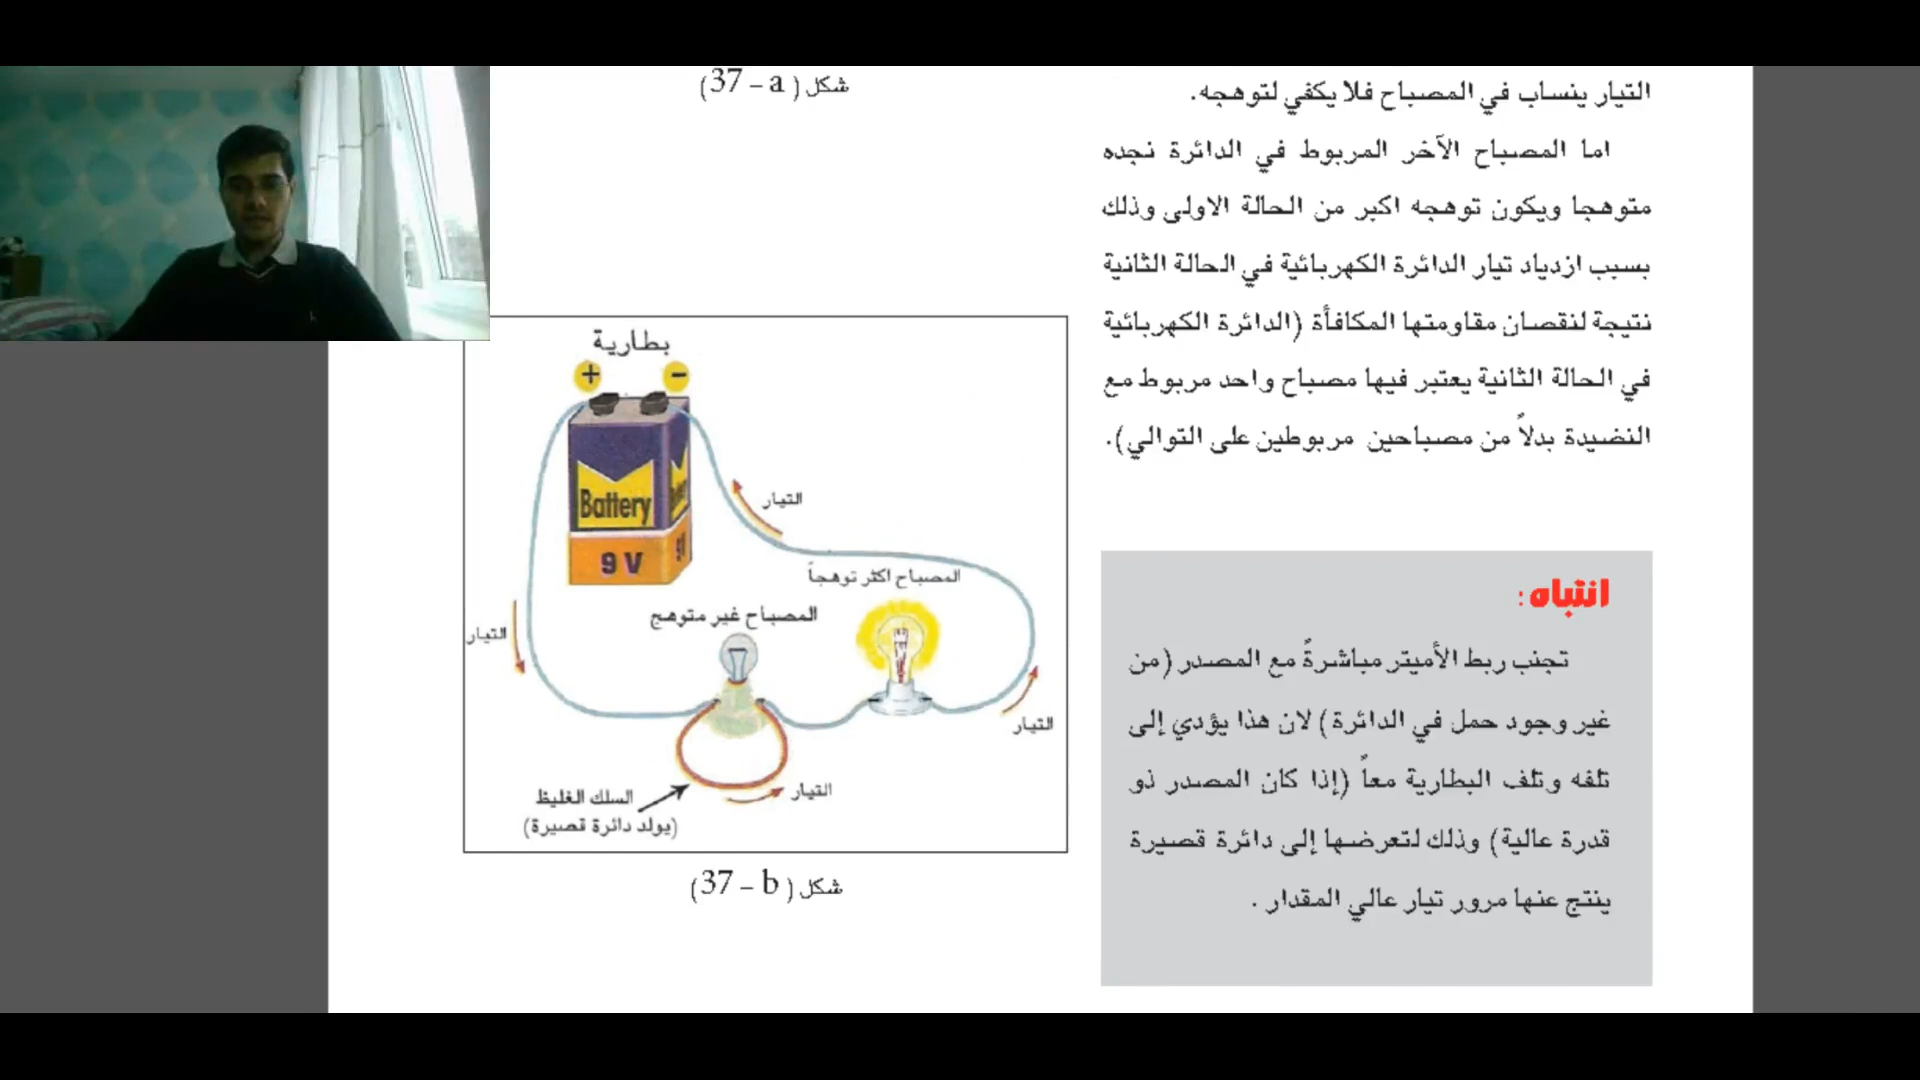 شكل ( 37 – a )
التيار ينساب في المصباح فلا يكفي لتوهجه.
اما المصباح الآخر المربوط في الدائرة نجده
متوهجا ويكون توهجه اكبر من الحالة الاولى وذلك
بسبب ازدياد تيار الدائرة الكهربائية في الحالة الثانية
نتيجة لنقصان مقاومتها المكافأة (الدائرة الكهربائية
في الحالة الثانية يعتبر فيها مصباح واحد مربوط مع
النضيدة بدلاً من مصباحين مربوطين على التوالي).
بطارية
+ −
Battery
9 V
التيار
المصباح اكثر توهجاً
المصباح غير متوهج
التيار
التيار
التيار
السلك الغليظ
(يولد دائرة قصيرة)
شكل ( 37 – b )
انتباه :
تجنب ربط الأميتر مباشرةً مع المصدر (من
غير وجود حمل في الدائرة) لان هذا يؤدي إلى
تلفه وتلف البطارية معاً (إذا كان المصدر ذو
قدرة عالية) وذلك لتعرضها إلى دائرة قصيرة
ينتج عنها مرور تيار عالي المقدار .